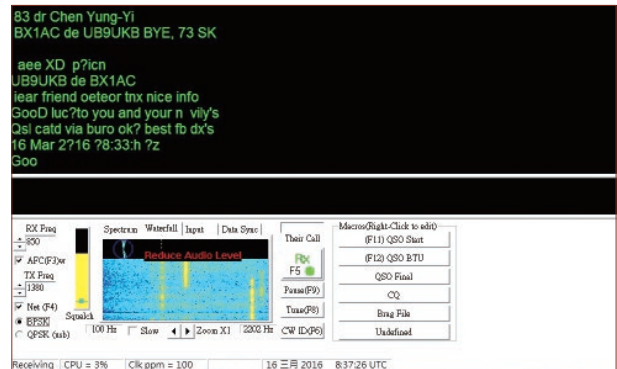 83 dr Chen Yung-Yi
BX1AC de UB9UKB BYE, 73 SK
aee XD p?icn
UB9UKB de BX1AC
iear friend oeteor tnx nice info
GooD luc?to you and your n vily's
Qsl catd via buro ok? best fb dx's
16 Mar 2?16 ?8:33:h ?z
Goo
RX Freq
850
AFC(F3)w
TX Freq
1380
Net (F4)
BPSK
QPSK (usb)
Squelch
Spectrum Waterfall Input Data Sync
Reduce Audio Level
100 Hz
Slow
Zoom X1
2202 Hz
Their Call
Rx
F5
Pause(F9)
Tune(F8)
CW ID(F6)
Macros(Right-Click to edit)
(F11) QSO Start
(F12) QSO BTU
QSO Final
CQ
Brag File
Undefined
Receiving CPU = 3% Clk ppm = 100 16 三月 2016 8:37:26 UTC